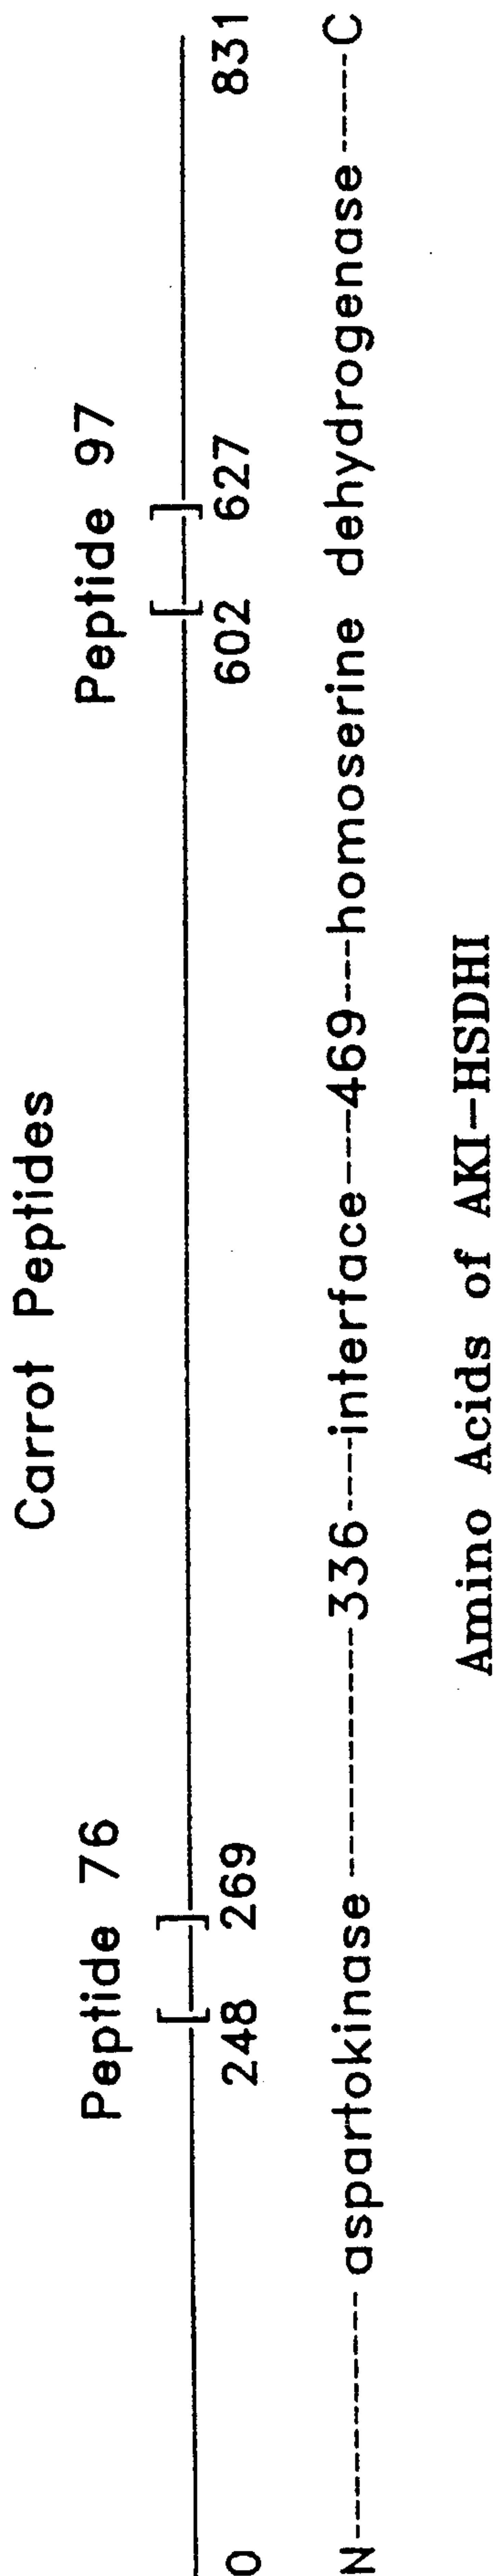 Carrot Peptides
Peptide 76 Peptide 97
0 248 269 602 627 831
N------------ aspartokinase -------------336----interface----469---homoserine dehydrogenase -----C
Amino Acids of AKI-HSDHI